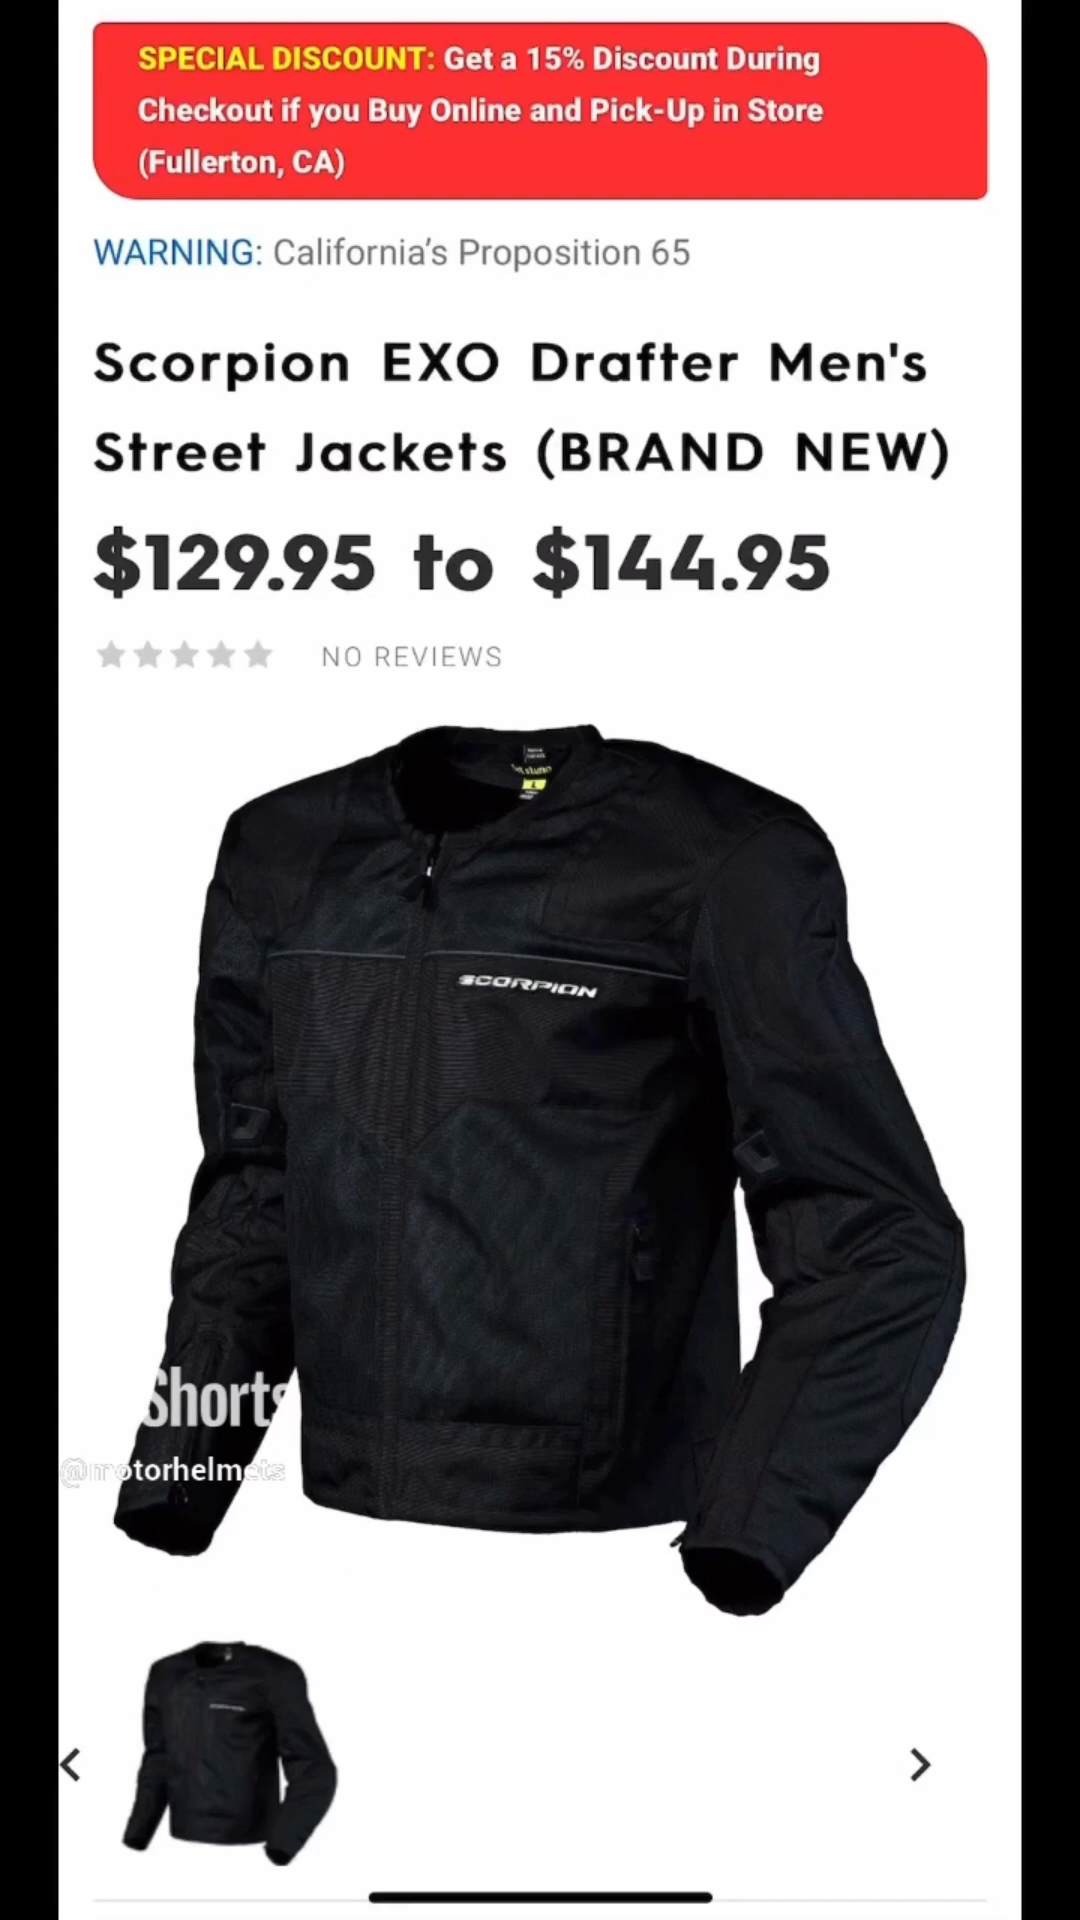 SPECIAL DISCOUNT: Get a 15% Discount During
Checkout if you Buy Online and Pick-Up in Store
(Fullerton, CA)
WARNING: California's Proposition 65
Scorpion EXO Drafter Men's
Street Jackets (BRAND NEW)
$129.95 to $144.95
NO REVIEWS
SCORPION
Shorts
@motorhelmets